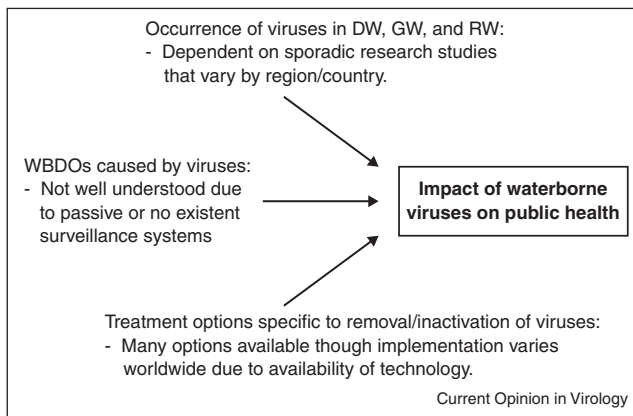 Occurrence of viruses in DW, GW, and RW:
- Dependent on sporadic research studies
that vary by region/country.
WBDOs caused by viruses:
- Not well understood due
to passive or no existent
surveillance systems
Impact of waterborne
viruses on public health
Treatment options specific to removal/inactivation of viruses:
- Many options available though implementation varies
worldwide due to availability of technology.
Current Opinion in Virology